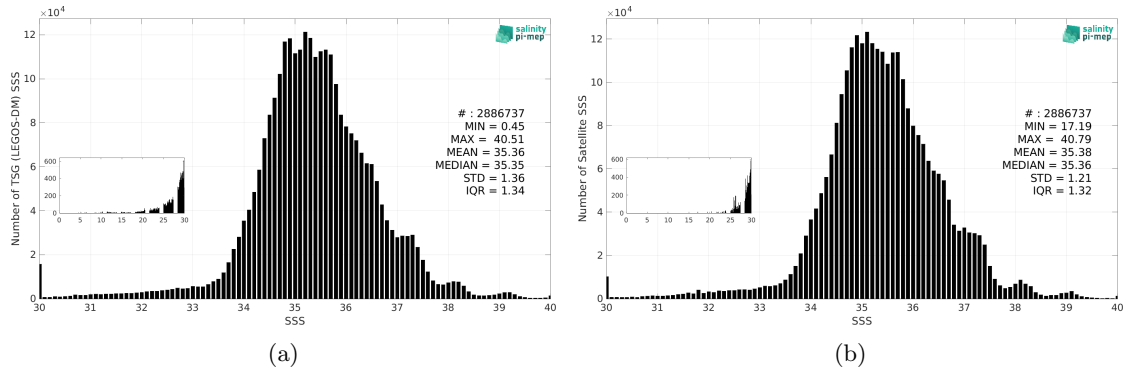 ×10⁴
12
10
8
6
4
2
0
Number of TSG (LEGOS-DM) SSS
salinity
pi-mep
# : 2886737
MIN = 0.45
MAX = 40.51
MEAN = 35.36
MEDIAN = 35.35
STD = 1.36
IQR = 1.34
600
400
200
0
0 5 10 15 20 25 30
30 31 32 33 34 35 36 37 38 39 40
SSS
(a)
×10⁴
12
10
8
6
4
2
0
Number of Satellite SSS
salinity
pi-mep
# : 2886737
MIN = 17.19
MAX = 40.79
MEAN = 35.38
MEDIAN = 35.36
STD = 1.21
IQR = 1.32
600
400
200
0
0 5 10 15 20 25 30
30 31 32 33 34 35 36 37 38 39 40
SSS
(b)